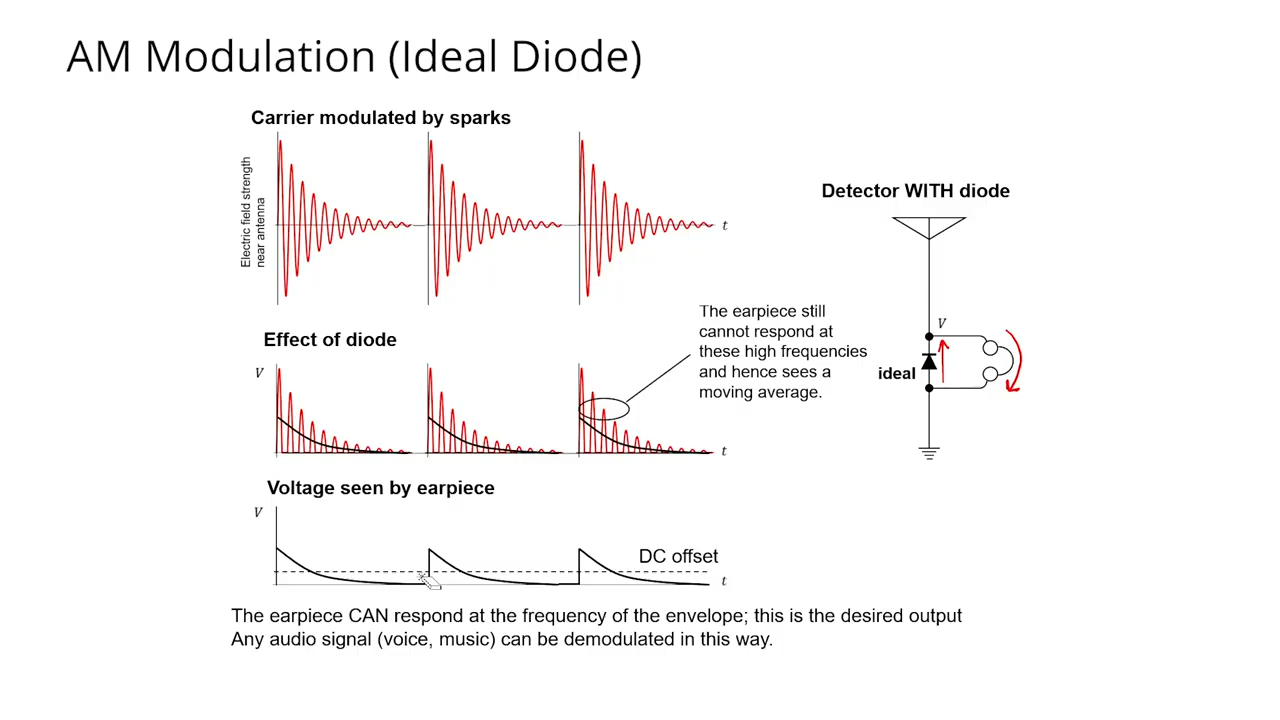 AM Modulation (Ideal Diode)
Carrier modulated by sparks
Electric field strength
near antenna
t
Detector WITH diode
V
ideal
The earpiece still
cannot respond at
these high frequencies
and hence sees a
moving average.
Effect of diode
V
t
Voltage seen by earpiece
V
DC offset
t
The earpiece CAN respond at the frequency of the envelope; this is the desired output
Any audio signal (voice, music) can be demodulated in this way.